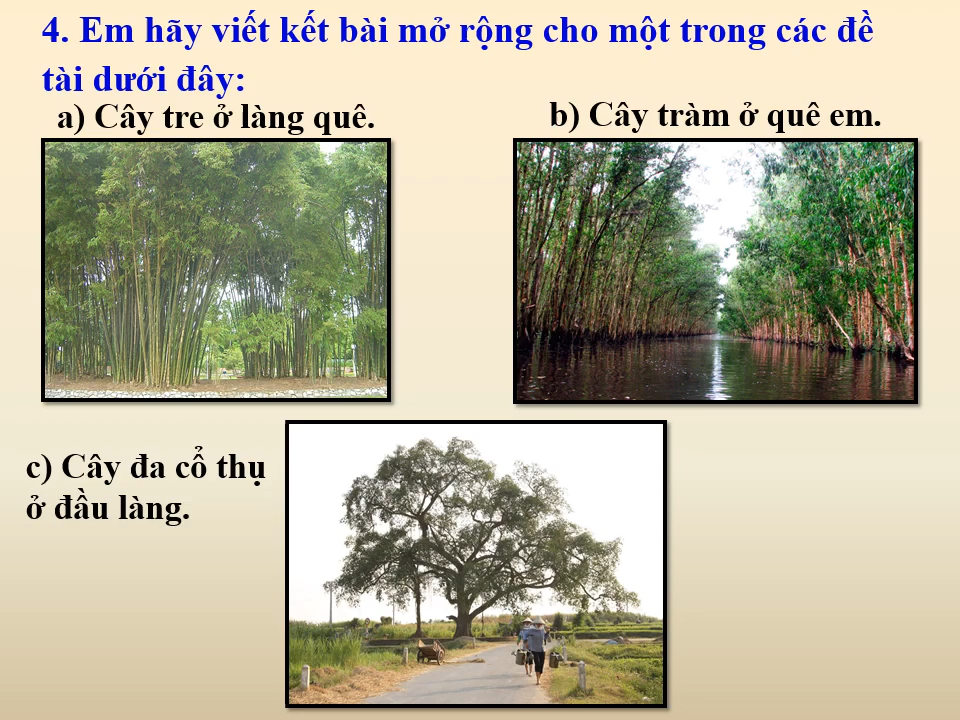 4. Em hãy viết kết bài mở rộng cho một trong các đề
tài dưới đây:
a) Cây tre ở làng quê.
b) Cây tràm ở quê em.
c) Cây đa cổ thụ
ở đầu làng.